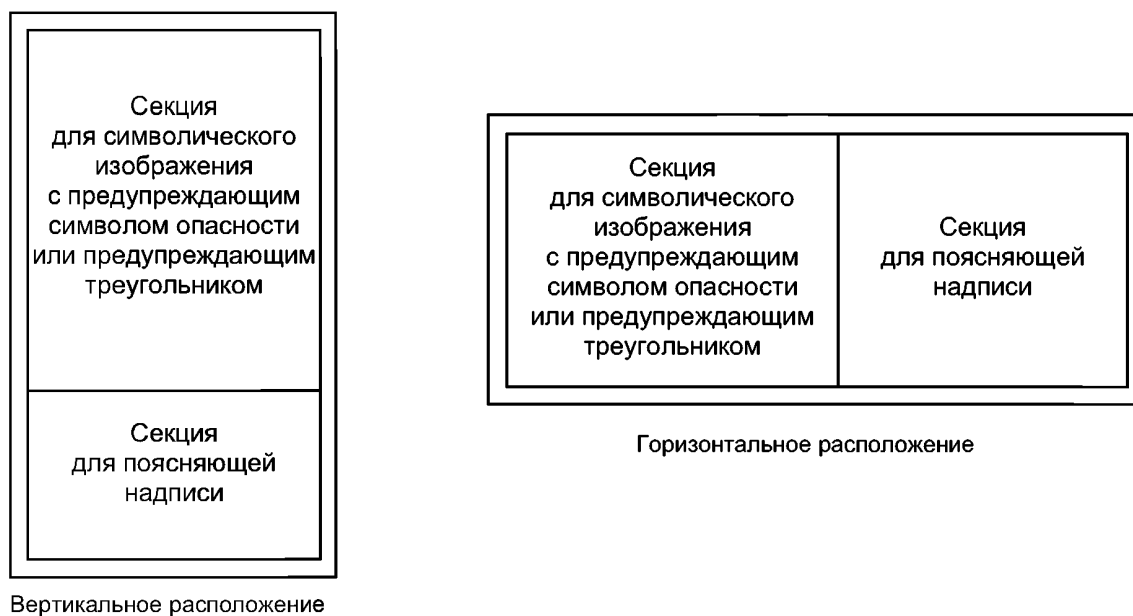 Секция
для символического
изображения
с предупреждающим
символом опасности
или предупреждающим
треугольником
Секция
для поясняющей
надписи
Вертикальное расположение
Секция
для символического
изображения
с предупреждающим
символом опасности
или предупреждающим
треугольником
Секция
для поясняющей
надписи
Горизонтальное расположение